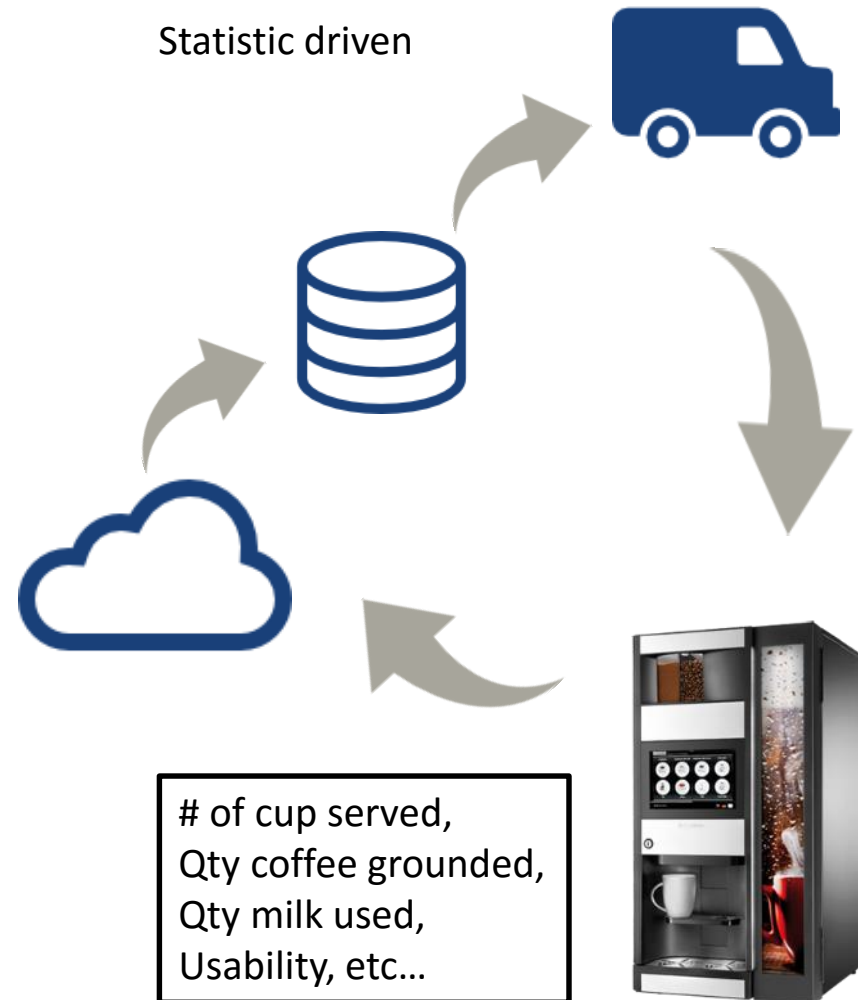 Statistic driven
# of cup served,
Qty coffee grounded,
Qty milk used,
Usability, etc…